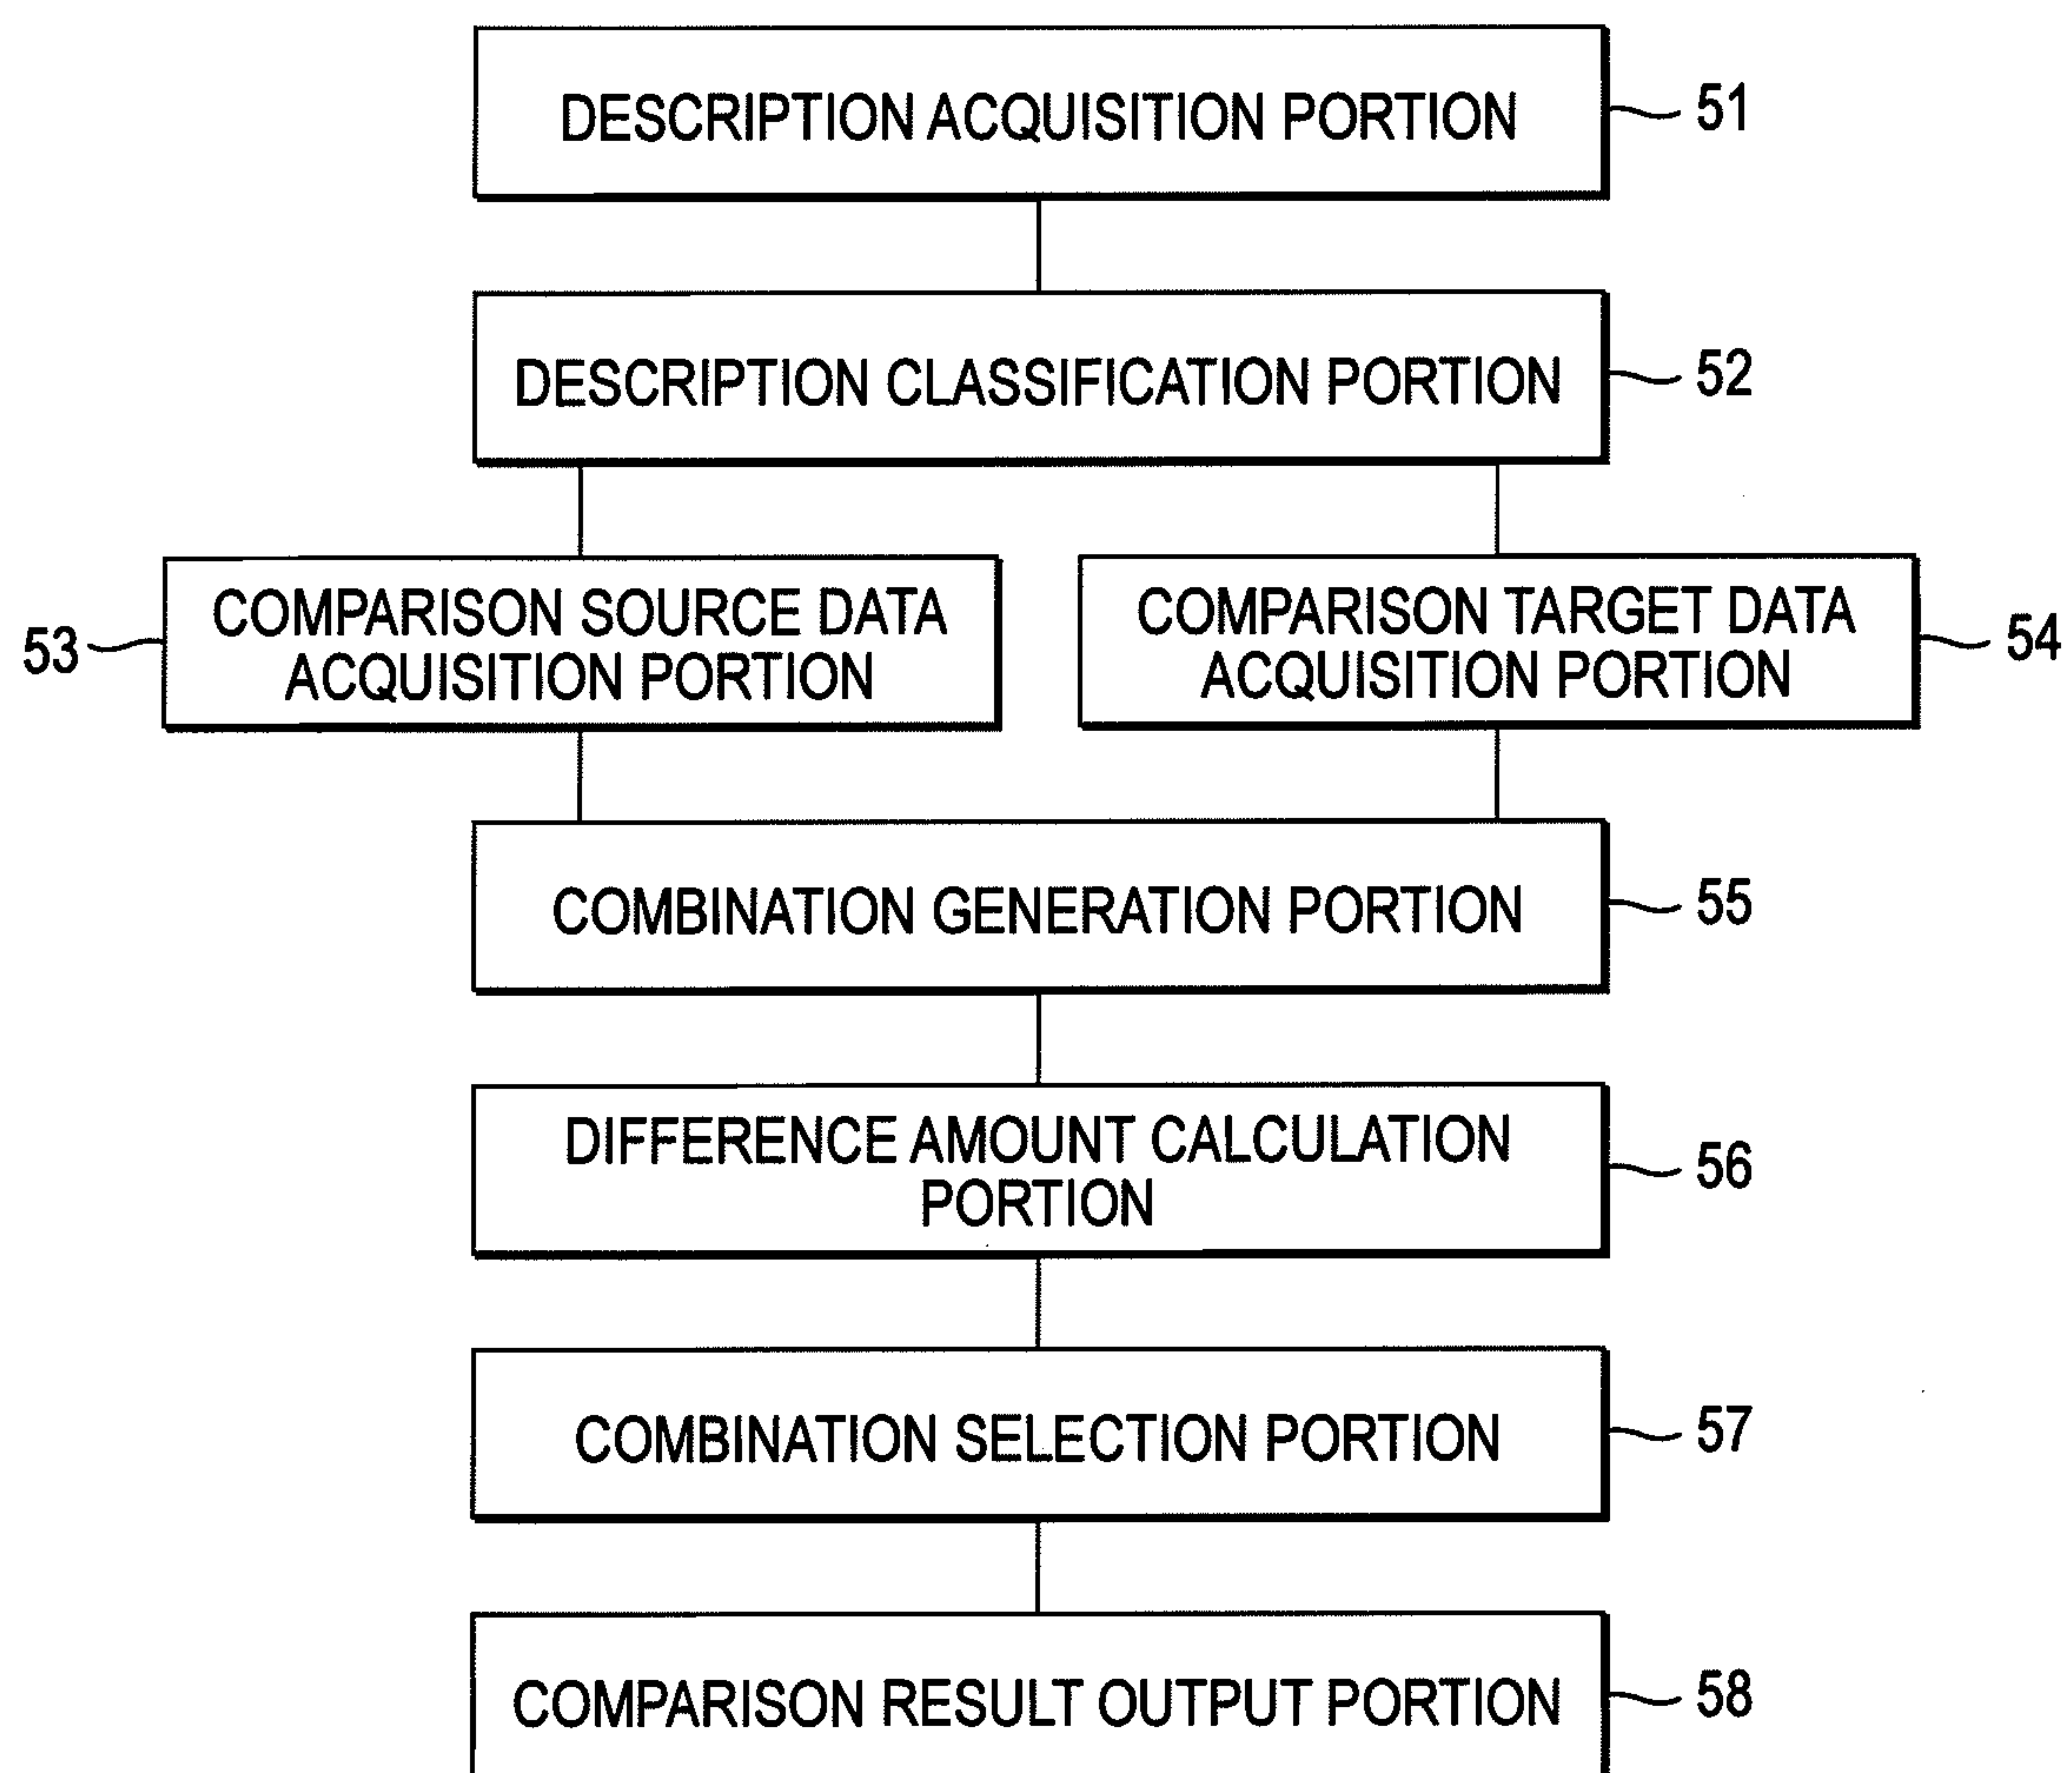 DESCRIPTION ACQUISITION PORTION
51
DESCRIPTION CLASSIFICATION PORTION
52
53
COMPARISON SOURCE DATA
ACQUISITION PORTION
COMPARISON TARGET DATA
ACQUISITION PORTION
54
COMBINATION GENERATION PORTION
55
DIFFERENCE AMOUNT CALCULATION
PORTION
56
COMBINATION SELECTION PORTION
57
COMPARISON RESULT OUTPUT PORTION
58